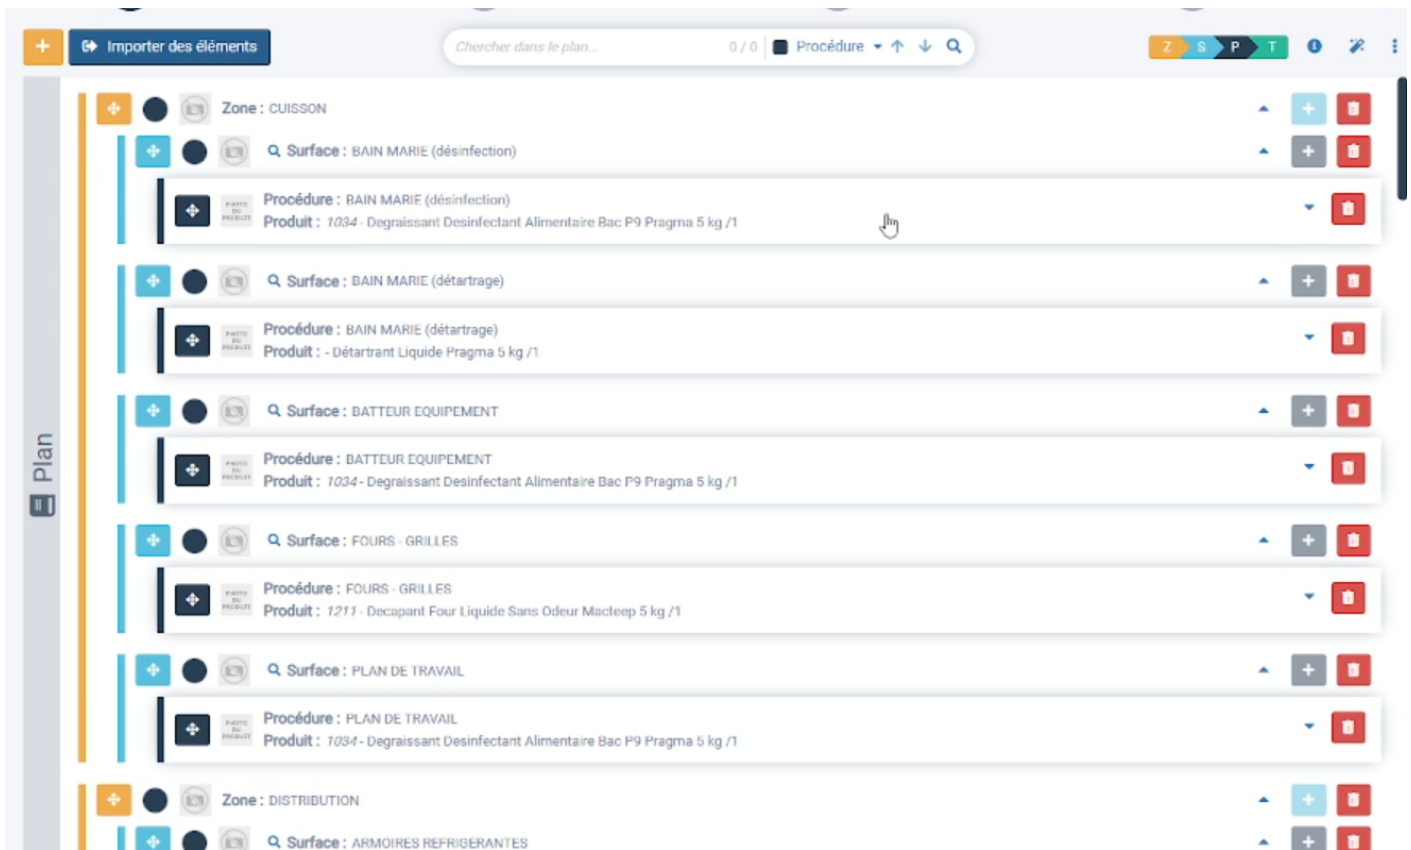 + Importer des éléments
Chercher dans le plan... 0 / 0 Procédure
Z S P T
Plan
Zone : CUISSON
Surface : BAIN MARIE (désinfection)
Procédure : BAIN MARIE (désinfection)
Produit : 1034 - Degraissant Desinfectant Alimentaire Bac P9 Pragma 5 kg /1
Surface : BAIN MARIE (détartrage)
Procédure : BAIN MARIE (détartrage)
Produit : - Détartrant Liquide Pragma 5 kg /1
Surface : BATTEUR EQUIPEMENT
Procédure : BATTEUR EQUIPEMENT
Produit : 1034 - Degraissant Desinfectant Alimentaire Bac P9 Pragma 5 kg /1
Surface : FOURS - GRILLES
Procédure : FOURS - GRILLES
Produit : 1211 - Decapant Four Liquide Sans Odeur Macteep 5 kg /1
Surface : PLAN DE TRAVAIL
Procédure : PLAN DE TRAVAIL
Produit : 1034 - Degraissant Desinfectant Alimentaire Bac P9 Pragma 5 kg /1
Zone : DISTRIBUTION
Surface : ARMOIRES REFRIGERANTES